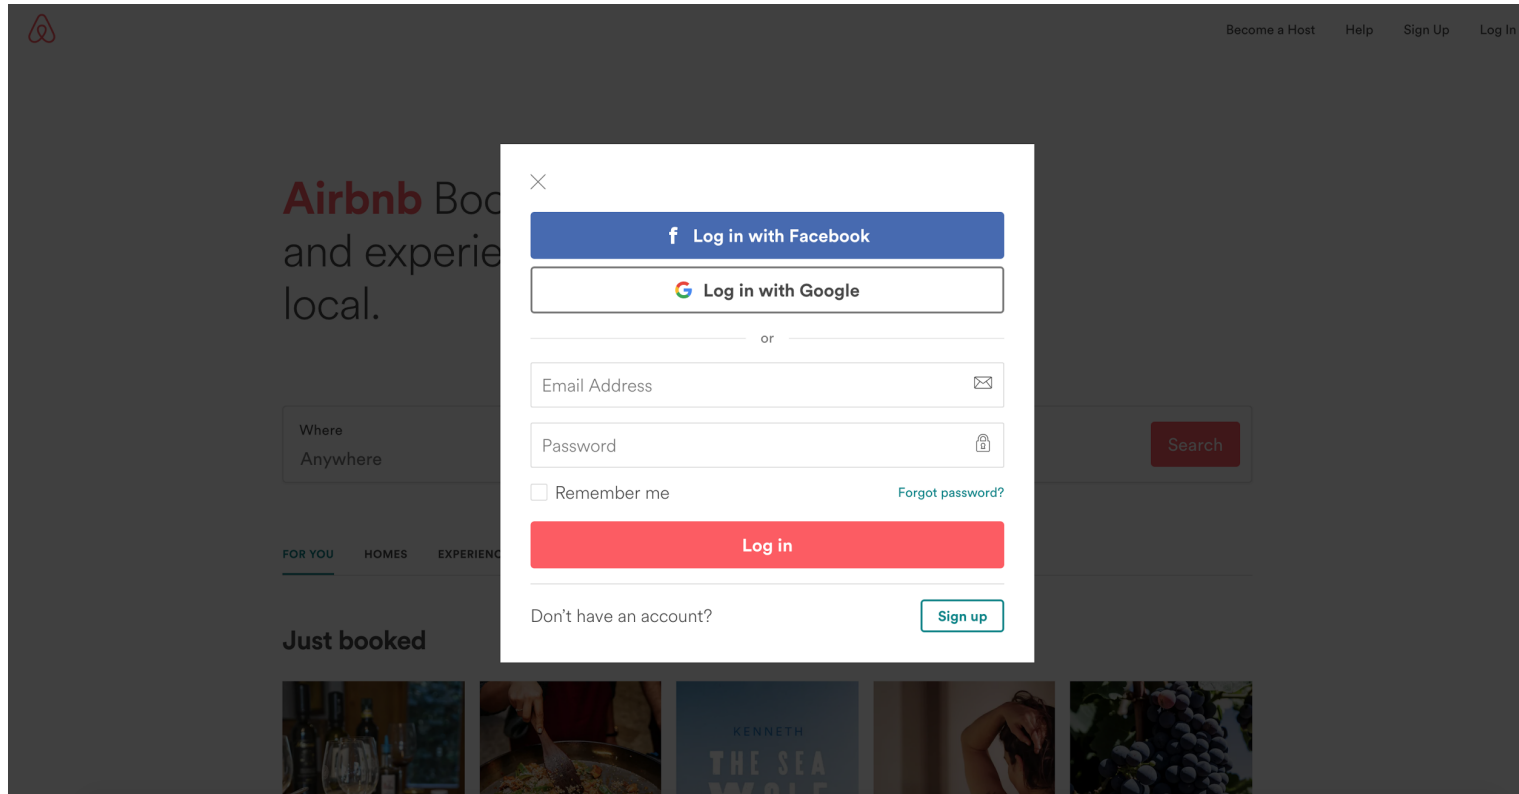 Become a Host Help Sign Up Log In
Airbnb
and experie
local.
Log in with Facebook
Log in with Google
or
Email Address
Password
Remember me
Forgot password?
Log in
Don't have an account?
Sign up
Where
Anywhere
Search
FOR YOU HOMES
Just booked
KENNETH
THE SEA